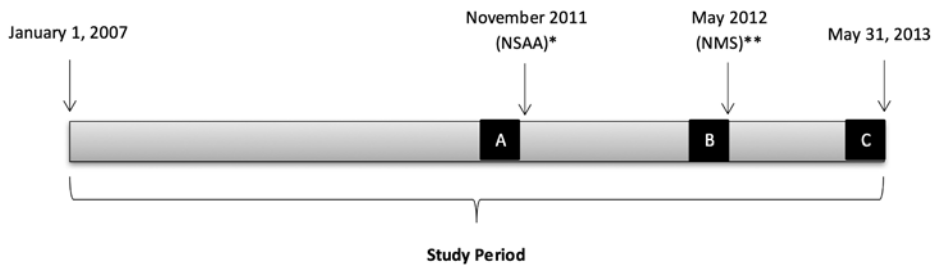 January 1, 2007
November 2011
(NSAA)*
May 2012
(NMS)**
May 31, 2013
A
B
C
Study Period